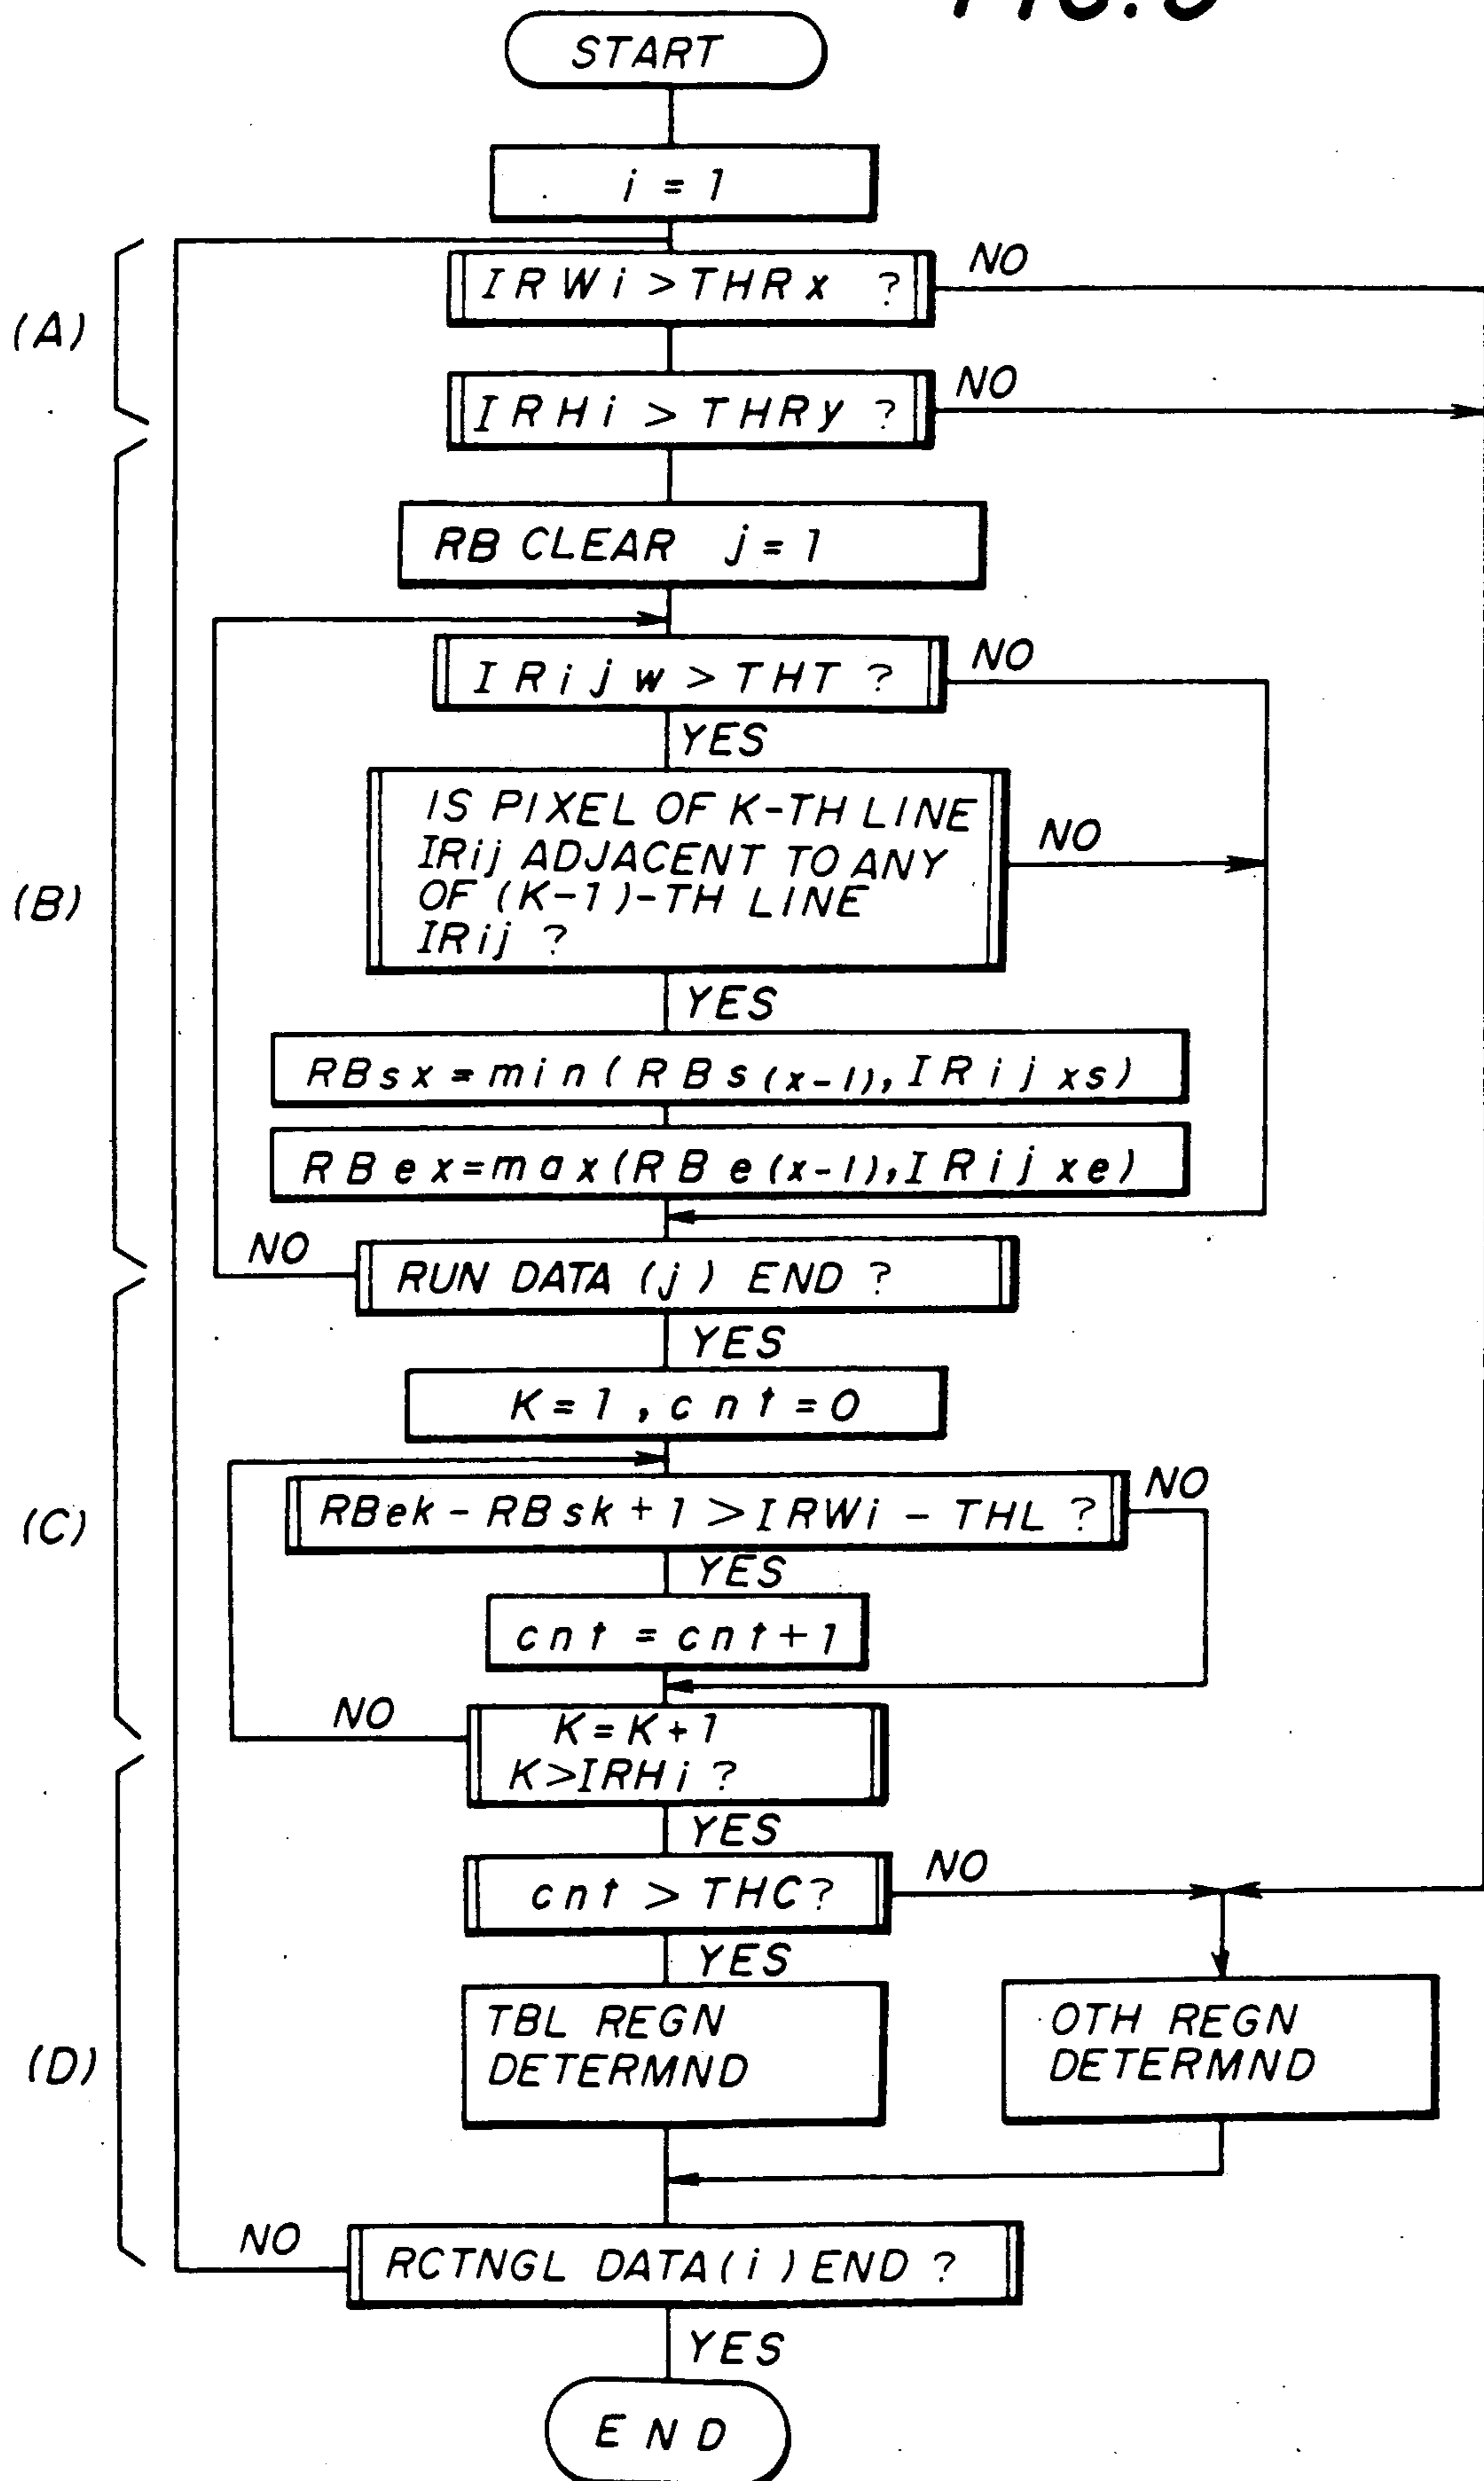 START
i = 1
(A)
IRWi > THRx ?
NO
IRHi > THRy ?
NO
RB CLEAR j = 1
IRijw > THT ?
NO
YES
(B)
IS PIXEL OF K-TH LINE
IRij ADJACENT TO ANY
OF (K-1)-TH LINE
IRij ?
NO
YES
RBsx = min(RBs(x-1), IRijxs)
RBex=max(RBe(x-1), IRijxe)
NO
RUN DATA (j) END ?
YES
K = 1, cnt = 0
(C)
RBek - RBsk + 1 > IRWi - THL ?
NO
YES
cnt = cnt + 1
NO
K = K + 1
K>IRHi ?
YES
cnt > THC?
NO
YES
(D)
TBL REGN
DETERMND
OTH REGN
DETERMND
NO
RCTNGL DATA(i) END ?
YES
END